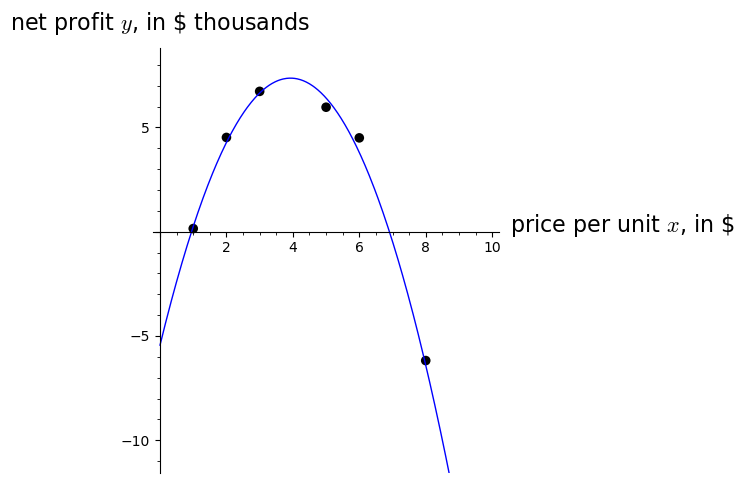 net profit y, in $ thousands
5
price per unit x, in $
2 4 6 8 10
−5
−10